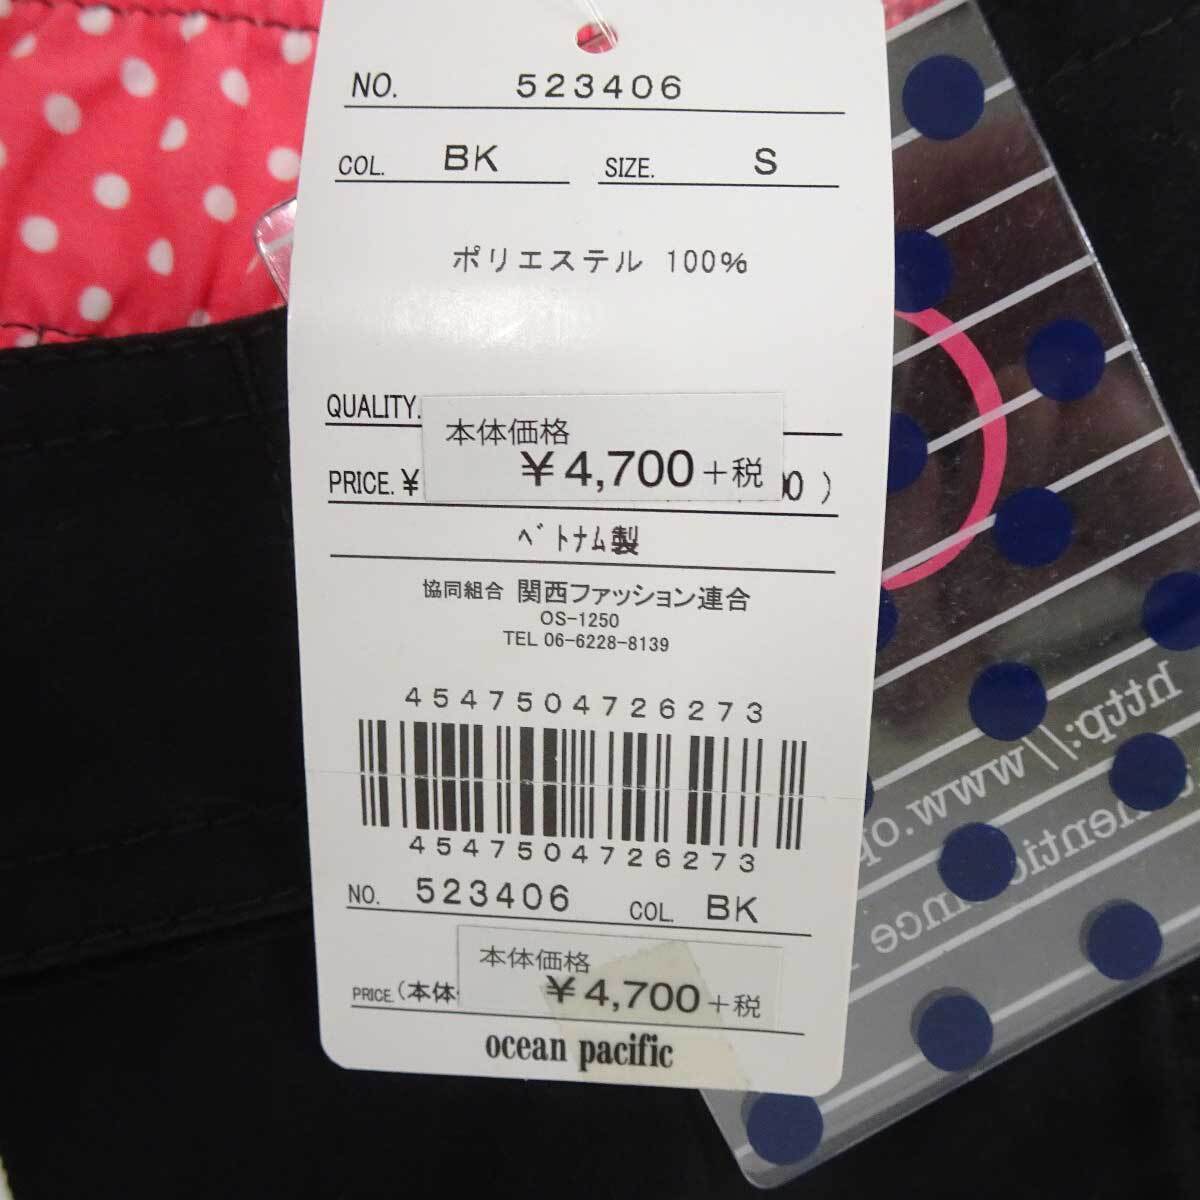 NO. 523406
COL. BK SIZE. S
ポリエステル 100%
QUALITY.
本体価格
PRICE. ¥ ¥4,700+税 )
ベトナム製
協同組合 関西ファッション連合
OS-1250
TEL 06-6228-8139
4547504726273
4547504726273
NO. 523406 COL. BK
本体価格
PRICE. (本体 ¥4,700+税
ocean pacific
http://www.op